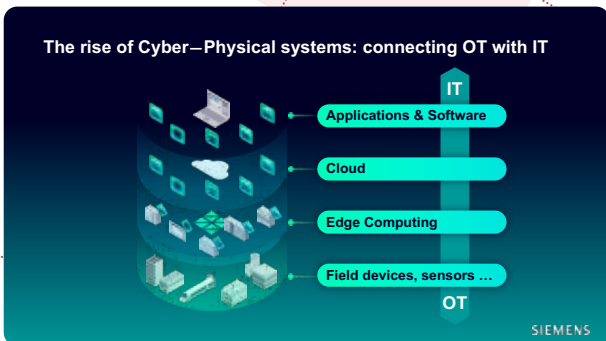 The rise of Cyber–Physical systems: connecting OT with IT
IT
Applications & Software
Cloud
Edge Computing
Field devices, sensors …
OT
SIEMENS